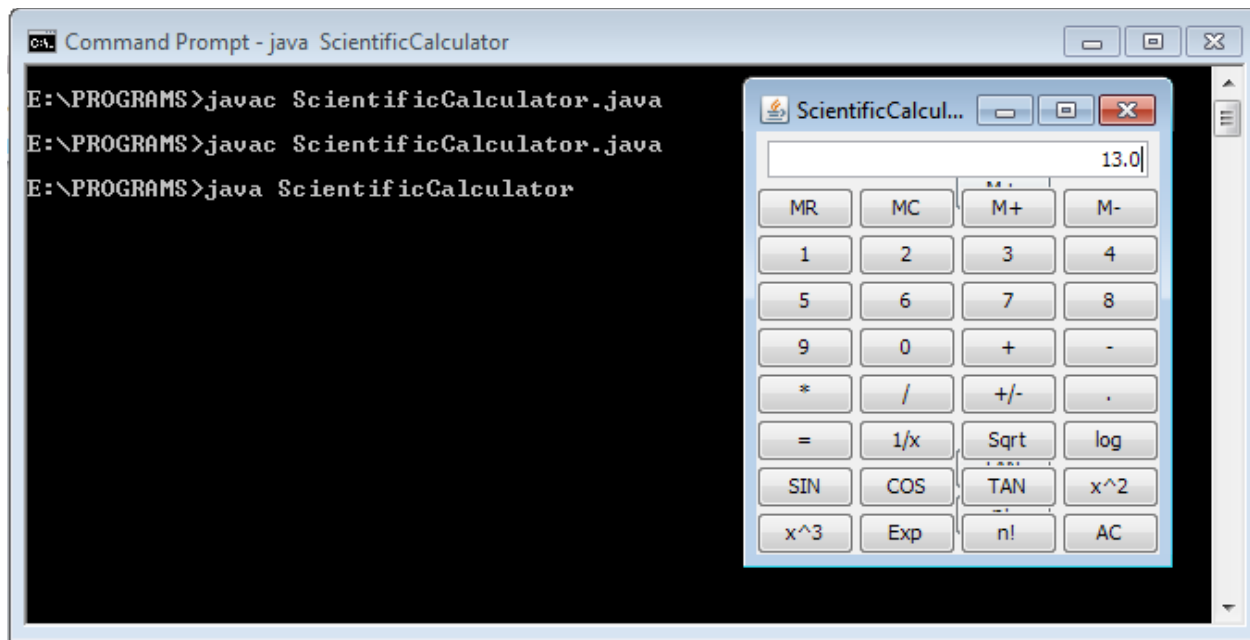 Command Prompt - java ScientificCalculator
E:\PROGRAMS>javac ScientificCalculator.java
E:\PROGRAMS>javac ScientificCalculator.java
E:\PROGRAMS>java ScientificCalculator
ScientificCalcul...
13.0
MR MC M+ M-
1 2 3 4
5 6 7 8
9 0 + -
* / +/- .
= 1/x Sqrt log
SIN COS TAN x^2
x^3 Exp n! AC